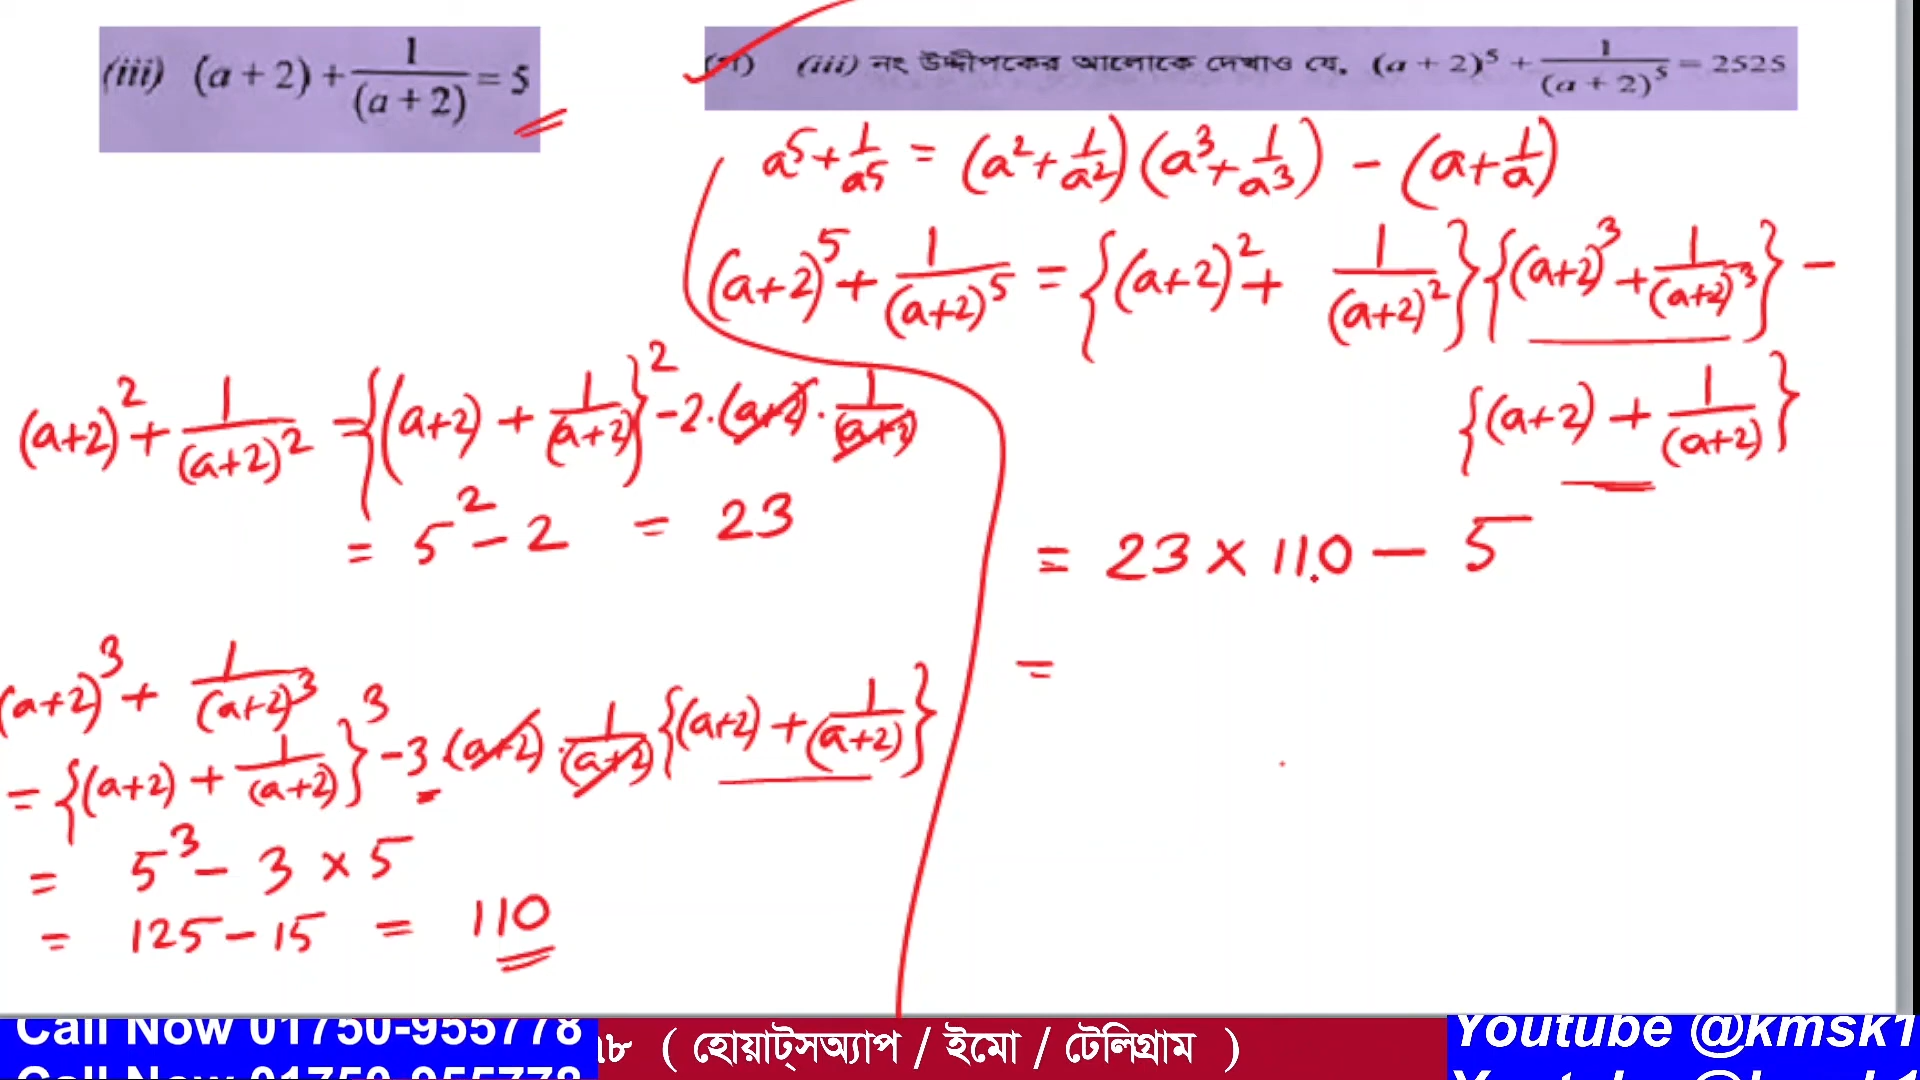 (iii) (a + 2) + 1/(a + 2) = 5
(গ) (iii) নং উদ্দীপকের আলোকে দেখাও যে, (a + 2)⁵ + 1/(a + 2)⁵ = 2525
a⁵ + 1/a⁵ = (a² + 1/a²) (a³ + 1/a³) − (a + 1/a)
(a+2)⁵ + 1/(a+2)⁵ = {(a+2)² + 1/(a+2)²} {(a+2)³ + 1/(a+2)³} −
{(a+2) + 1/(a+2)}
= 23 × 110 − 5
=
(a+2)² + 1/(a+2)² = {(a+2) + 1/(a+2)}² − 2·(a+2)·1/(a+2)
= 5² − 2 = 23
(a+2)³ + 1/(a+2)³
= {(a+2) + 1/(a+2)}³ − 3·(a+2)·1/(a+2) {(a+2) + 1/(a+2)}
= 5³ − 3 × 5
= 125 − 15 = 110
Call Now 01750-955778
৭৮ ( হোয়াট্সঅ্যাপ / ইমো / টেলিগ্রাম )
Youtube @kmsk1